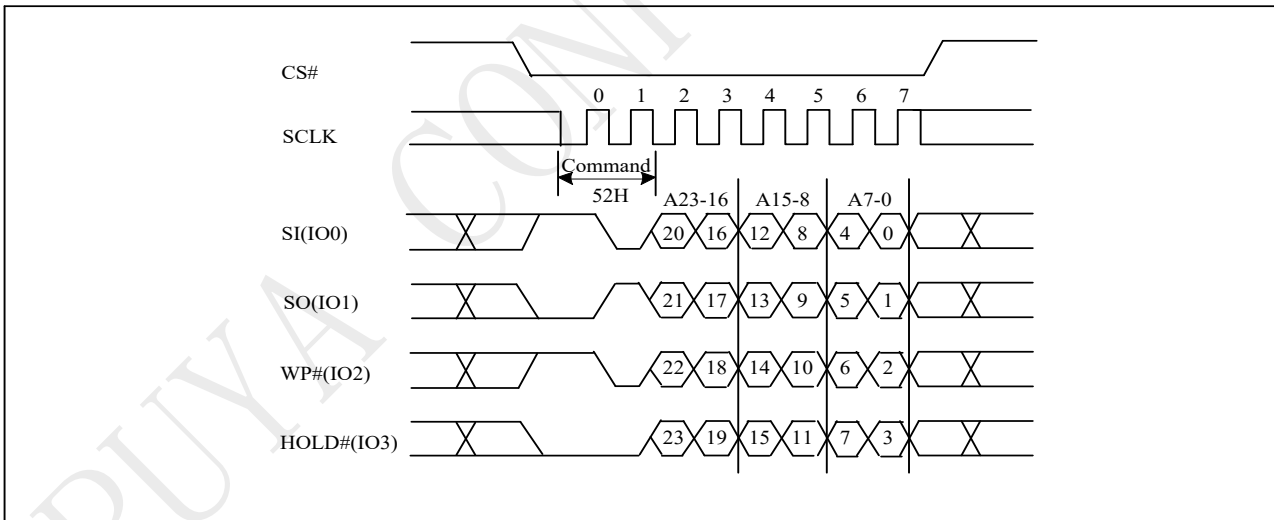 PUYA CONF
CS#
0 1 2 3 4 5 6 7
SCLK
Command
52H
A23-16 A15-8 A7-0
SI(IO0) 20 16 12 8 4 0
SO(IO1) 21 17 13 9 5 1
WP#(IO2) 22 18 14 10 6 2
HOLD#(IO3) 23 19 15 11 7 3